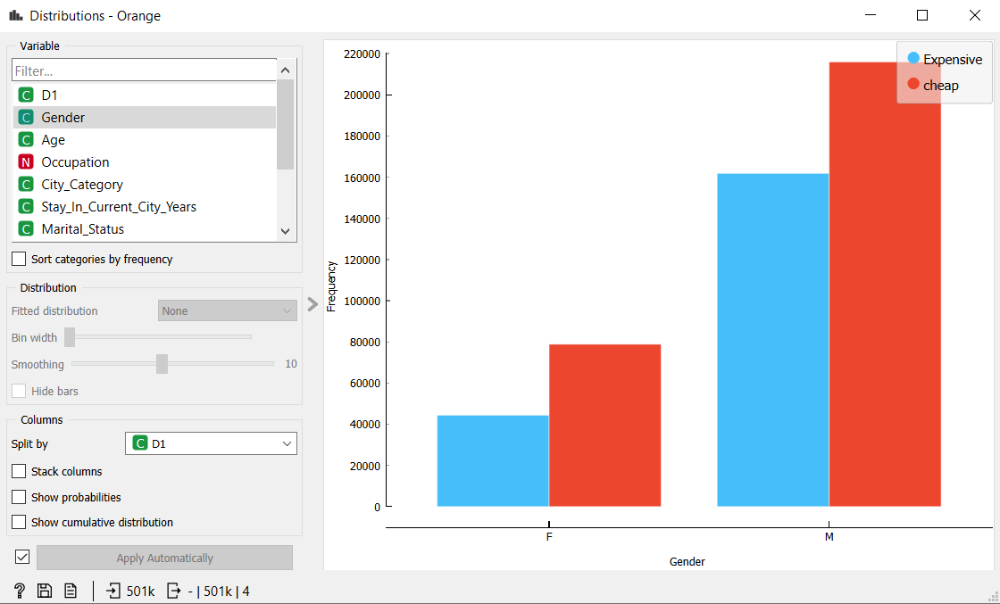 Distributions - Orange
Variable
Filter...
C D1
C Gender
C Age
N Occupation
C City_Category
C Stay_In_Current_City_Years
C Marital_Status
Sort categories by frequency
Distribution
Fitted distribution None
Bin width
Smoothing 10
Hide bars
Columns
Split by C D1
Stack columns
Show probabilities
Show cumulative distribution
Apply Automatically
? 501k - | 501k | 4
Expensive
cheap
220000
200000
180000
160000
140000
120000
100000
80000
60000
40000
20000
0
Frequency
F M
Gender